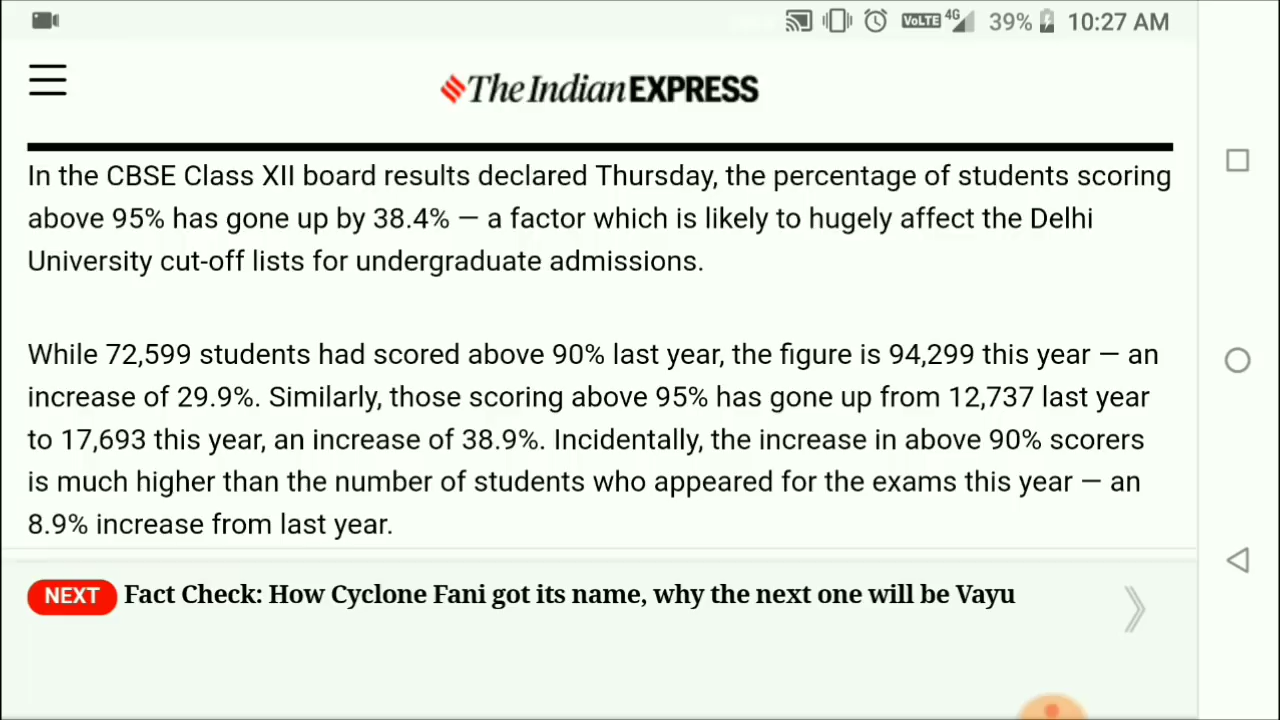 VoLTE 4G 39% 10:27 AM
The Indian EXPRESS
In the CBSE Class XII board results declared Thursday, the percentage of students scoring
above 95% has gone up by 38.4% — a factor which is likely to hugely affect the Delhi
University cut-off lists for undergraduate admissions.
While 72,599 students had scored above 90% last year, the figure is 94,299 this year — an
increase of 29.9%. Similarly, those scoring above 95% has gone up from 12,737 last year
to 17,693 this year, an increase of 38.9%. Incidentally, the increase in above 90% scorers
is much higher than the number of students who appeared for the exams this year — an
8.9% increase from last year.
NEXT Fact Check: How Cyclone Fani got its name, why the next one will be Vayu